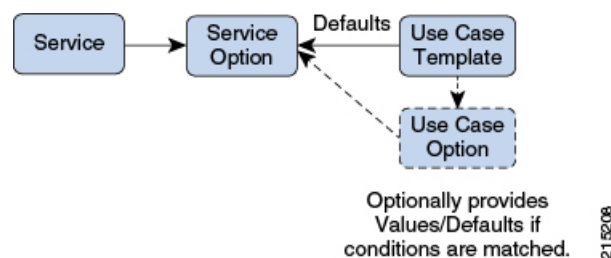 Service
Service
Option
Defaults
Use Case
Template
Use Case
Option
Optionally provides
Values/Defaults if
conditions are matched.
215208